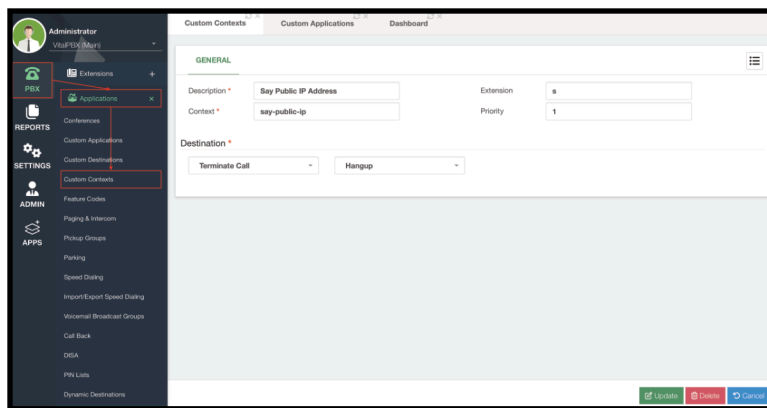 Administrator
VitalPBX (Main)
PBX
REPORTS
SETTINGS
ADMIN
APPS
Extensions +
Applications ×
Conferences
Custom Applications
Custom Destinations
Custom Contexts
Feature Codes
Paging & Intercom
Pickup Groups
Parking
Speed Dialing
Import/Export Speed Dialing
Voicemail Broadcast Groups
Call Back
DISA
PIN Lists
Dynamic Destinations
Custom Contexts Custom Applications Dashboard
GENERAL
Description * Say Public IP Address Extension s
Context * say-public-ip Priority 1
Destination *
Terminate Call Hangup
Update Delete Cancel